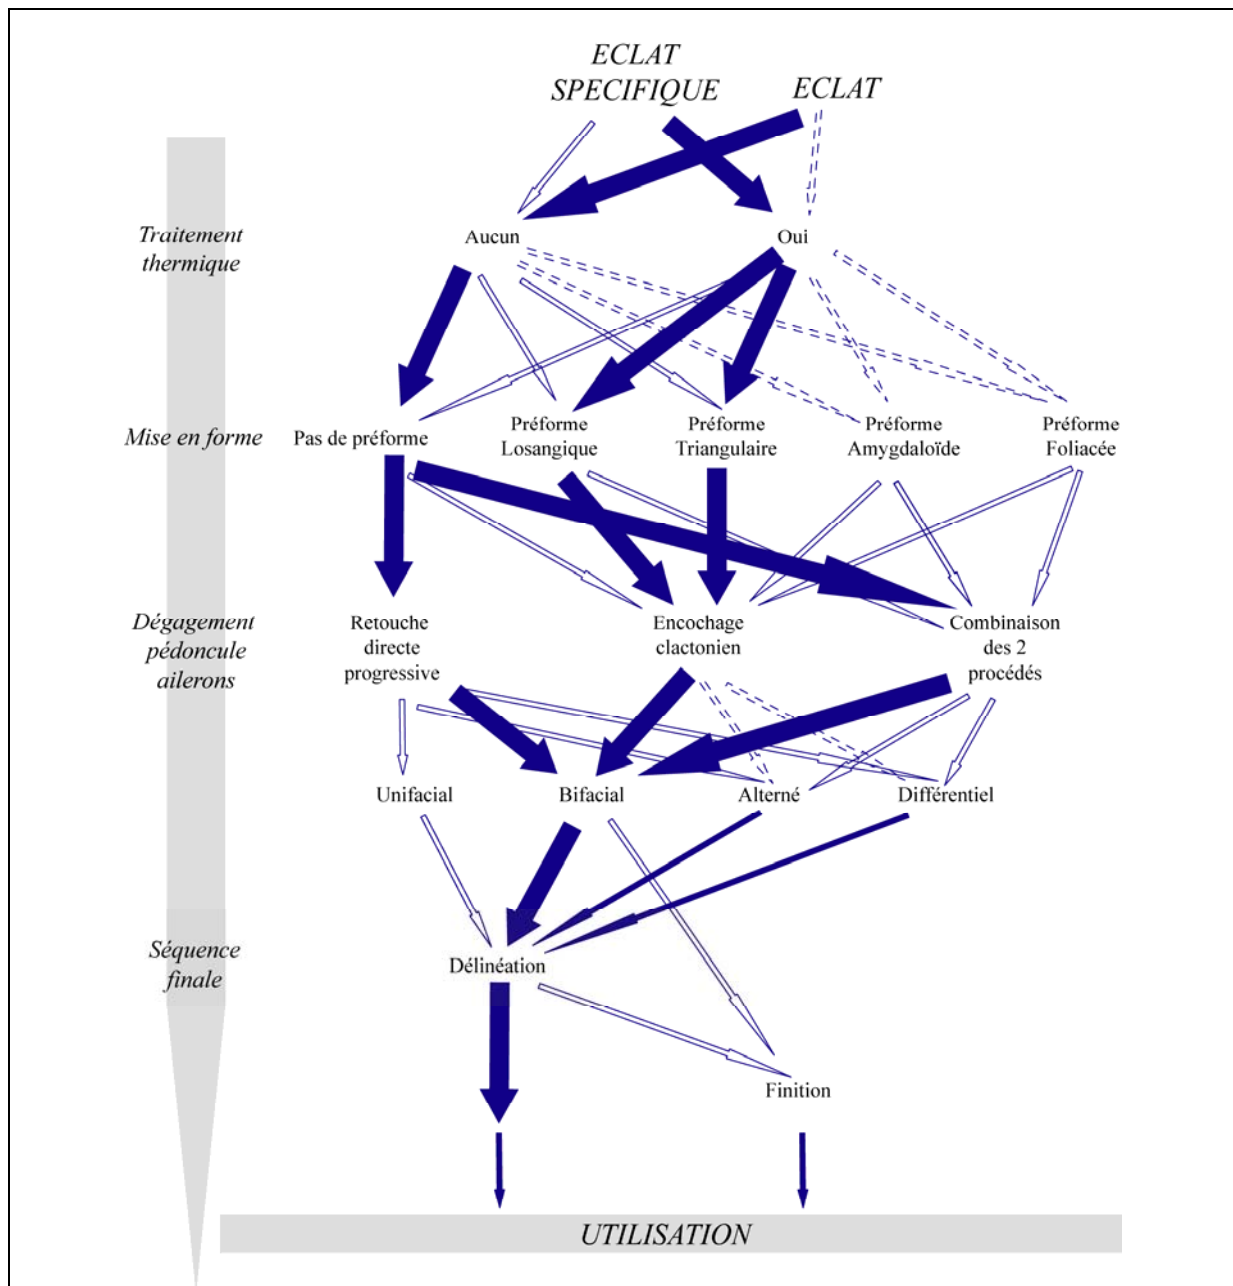 ECLAT
SPECIFIQUE
ECLAT
Traitement
thermique
Aucun
Oui
Mise en forme
Pas de préforme
Préforme
Losangique
Préforme
Triangulaire
Préforme
Amygdaloïde
Préforme
Foliacée
Dégagement
pédoncule
ailerons
Retouche
directe
progressive
Encochage
clactonien
Combinaison
des 2
procédés
Unifacial
Bifacial
Alterné
Différentiel
Séquence
finale
Délinéation
Finition
UTILISATION